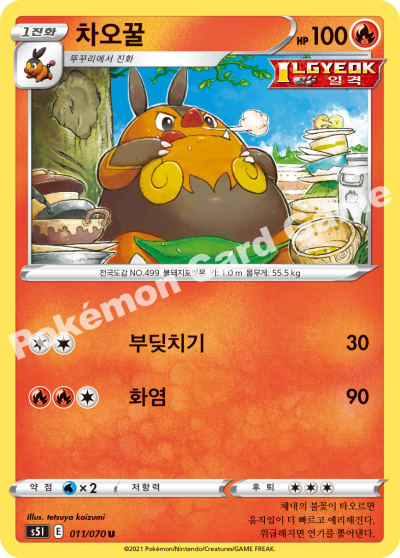 1진화 차오꿀 HP 100
뚜꾸리에서 진화
ILGYEOK
일격
전국도감 NO.499 불돼지포켓몬 키: 1.0 m 몸무게: 55.5 kg
Pokémon Card Game
부딪치기 30
화염 90
약점 ×2 저항력 후퇴
Illus. tetsuya koizumi
s5I E 011/070 U
체내의 불꽃이 타오르면
움직임이 더 빠르고 예리해진다.
위급해지면 연기를 뿜어낸다.
©2021 Pokémon/Nintendo/Creatures/GAME FREAK.